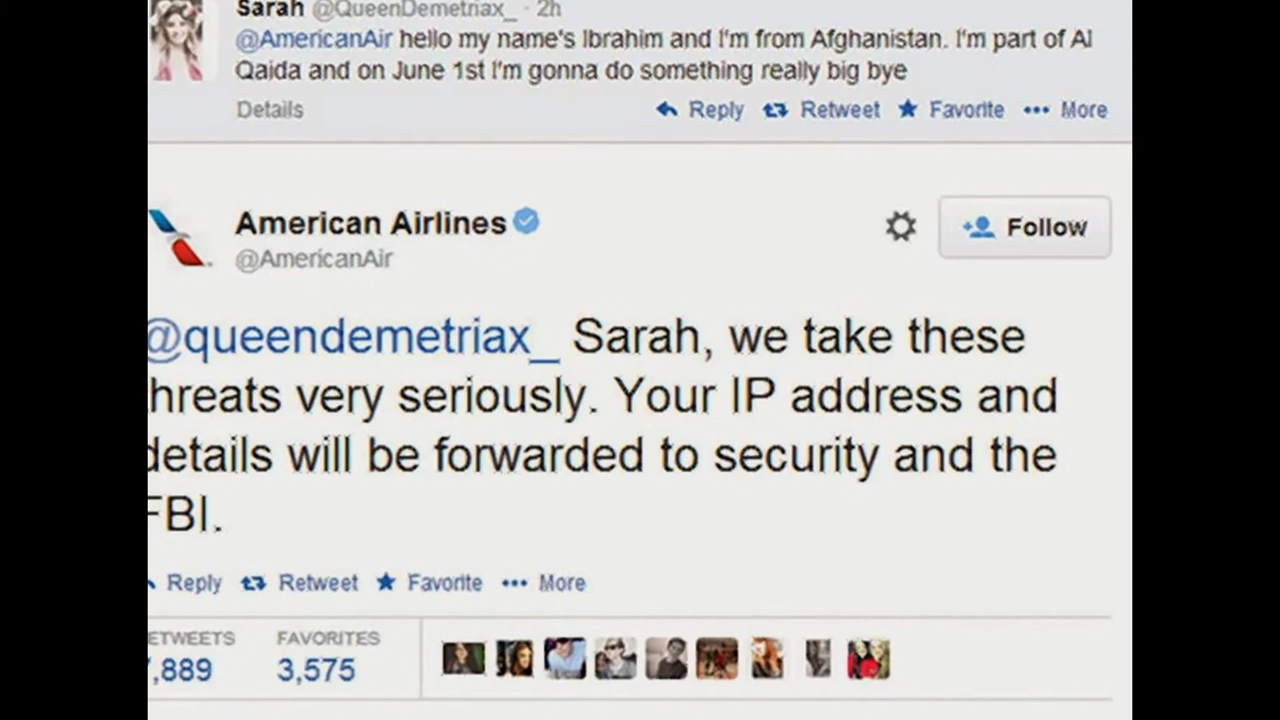 Sarah @QueenDemetriax_ · 2h
@AmericanAir hello my name's Ibrahim and I'm from Afghanistan. I'm part of Al
Qaida and on June 1st I'm gonna do something really big bye
Details Reply Retweet Favorite More
American Airlines
@AmericanAir Follow
@queendemetriax_ Sarah, we take these
hreats very seriously. Your IP address and
details will be forwarded to security and the
FBI.
Reply Retweet Favorite More
ETWEETS FAVORITES
,889 3,575